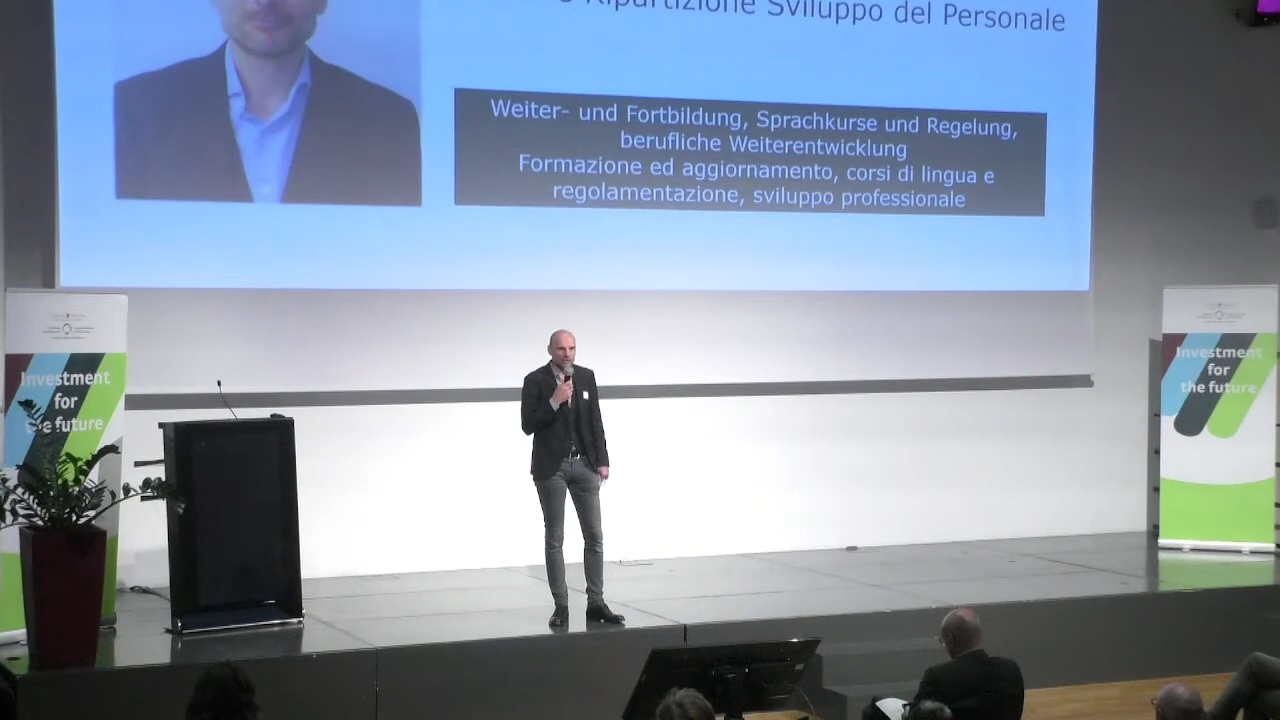 Ripartizione Sviluppo del Personale
Weiter- und Fortbildung, Sprachkurse und Regelung,
berufliche Weiterentwicklung
Formazione ed aggiornamento, corsi di lingua e
regolamentazione, sviluppo professionale
Investment
for
the future
Investment
for
the future